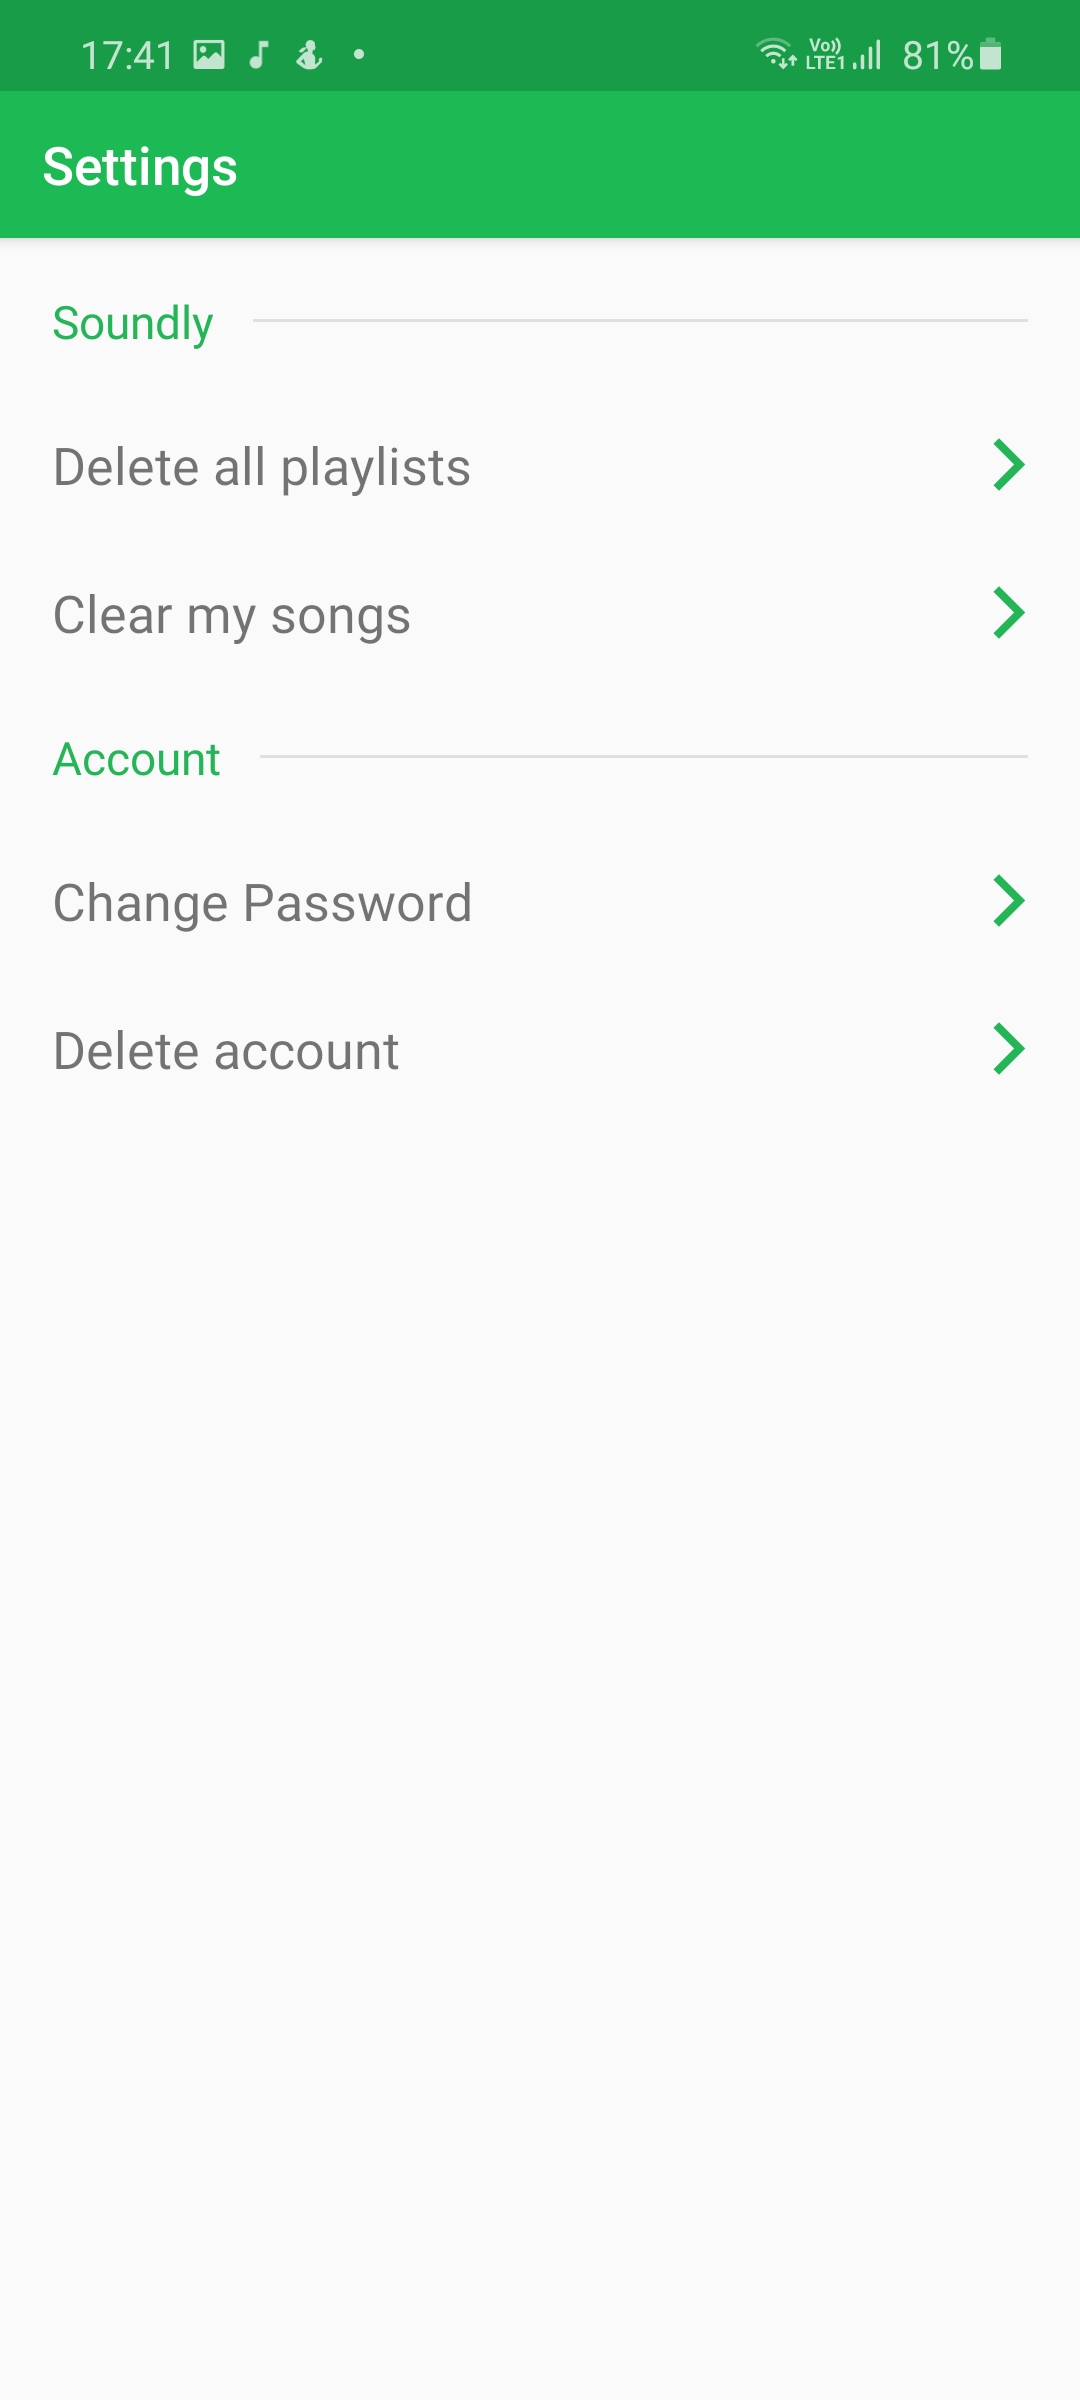 17:41 Vo)) LTE1 81%
Settings
Soundly
Delete all playlists
Clear my songs
Account
Change Password
Delete account